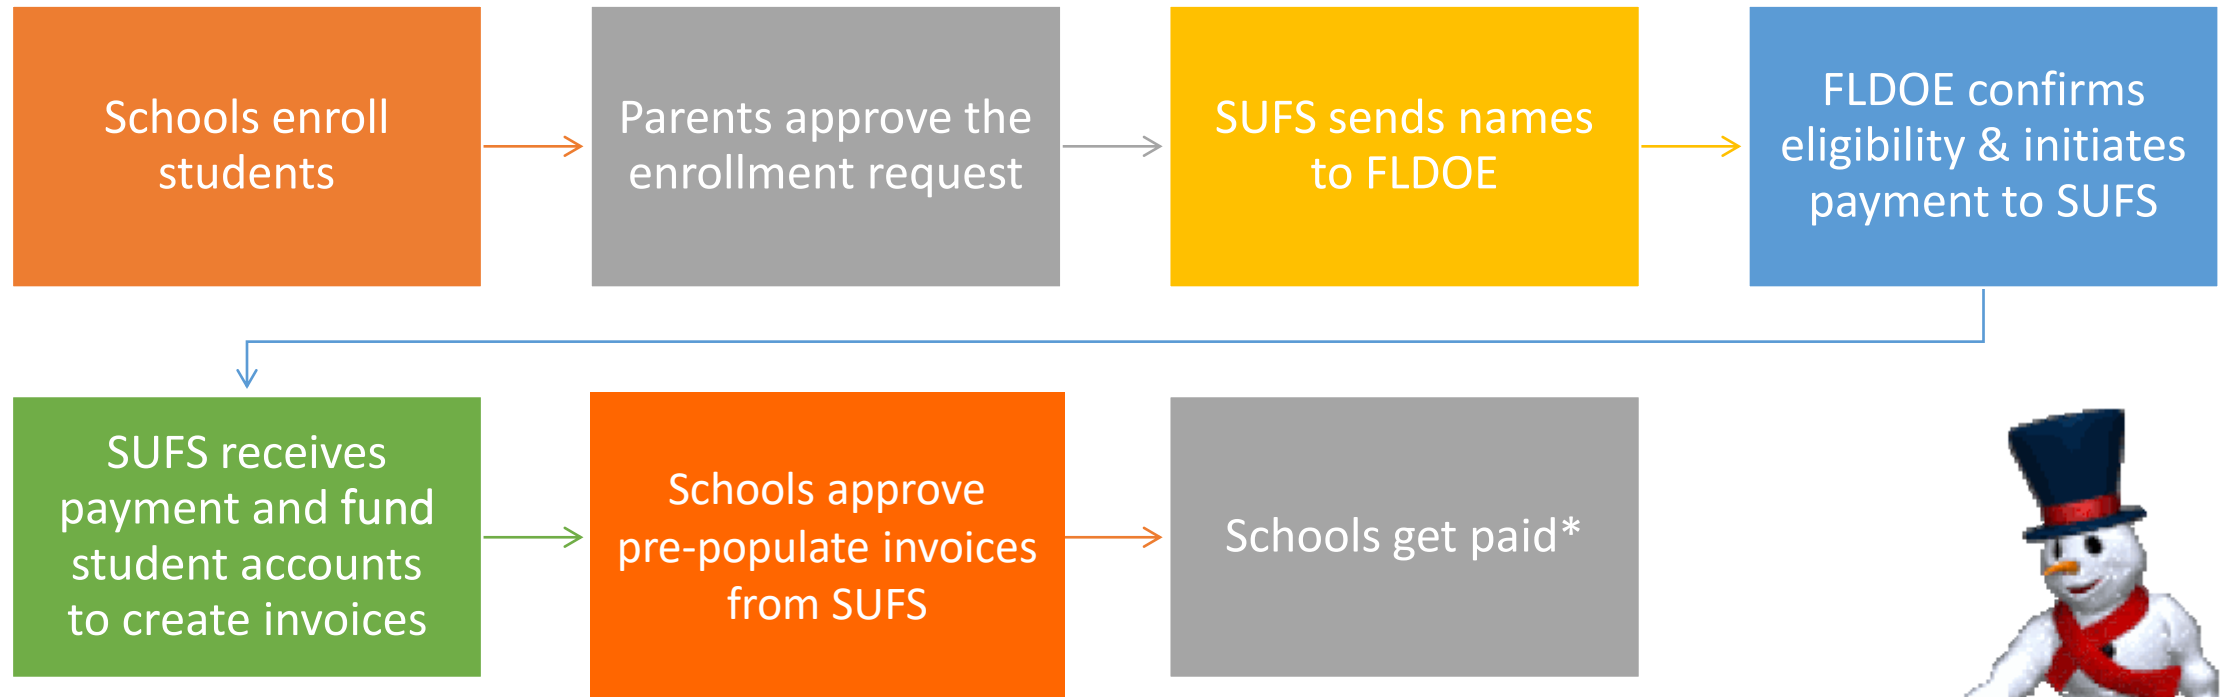 Schools enroll
students
Parents approve the
enrollment request
SUFS sends names
to FLDOE
FLDOE confirms
eligibility & initiates
payment to SUFS
SUFS receives
payment and fund
student accounts
to create invoices
Schools approve
pre-populate invoices
from SUFS
Schools get paid*